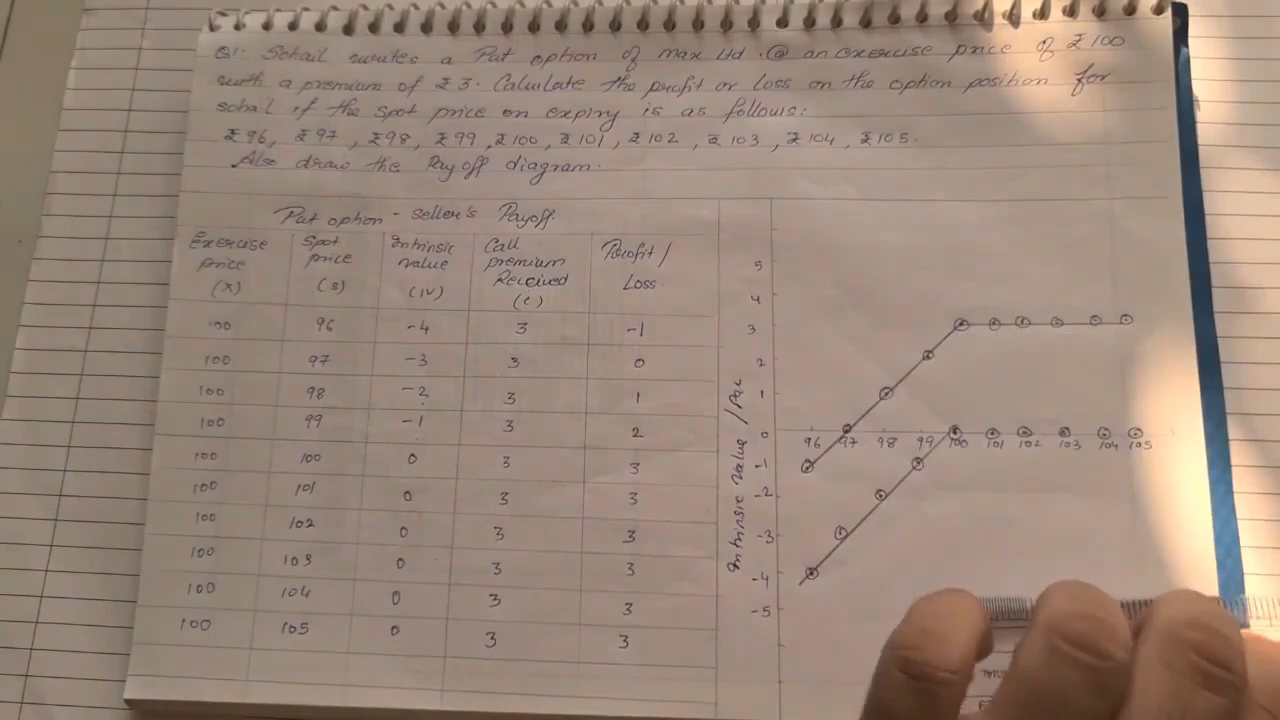 Q1. Sohail writes a Put option of Max Ltd. @ an exercise price of ₹100
with a premium of ₹3. Calculate the profit or loss on the option position for
sohail if the spot price on expiry is as follows:
₹96, ₹97, ₹98, ₹99, ₹100, ₹101, ₹102, ₹103, ₹104, ₹105.
Also draw the Payoff diagram.
Put option - seller's Payoff.
Exercise price (X) Spot price (S) Intrinsic value (IV) Call premium Received (C) Profit / Loss
100 96 -4 3 -1
100 97 -3 3 0
100 98 -2 3 1
100 99 -1 3 2
100 100 0 3 3
100 101 0 3 3
100 102 0 3 3
100 103 0 3 3
100 104 0 3 3
100 105 0 3 3
Intrinsic Value /
5
4
3
2
1
0
-1
-2
-3
-4
-5
96 97 98 99 100 101 102 103 104 105